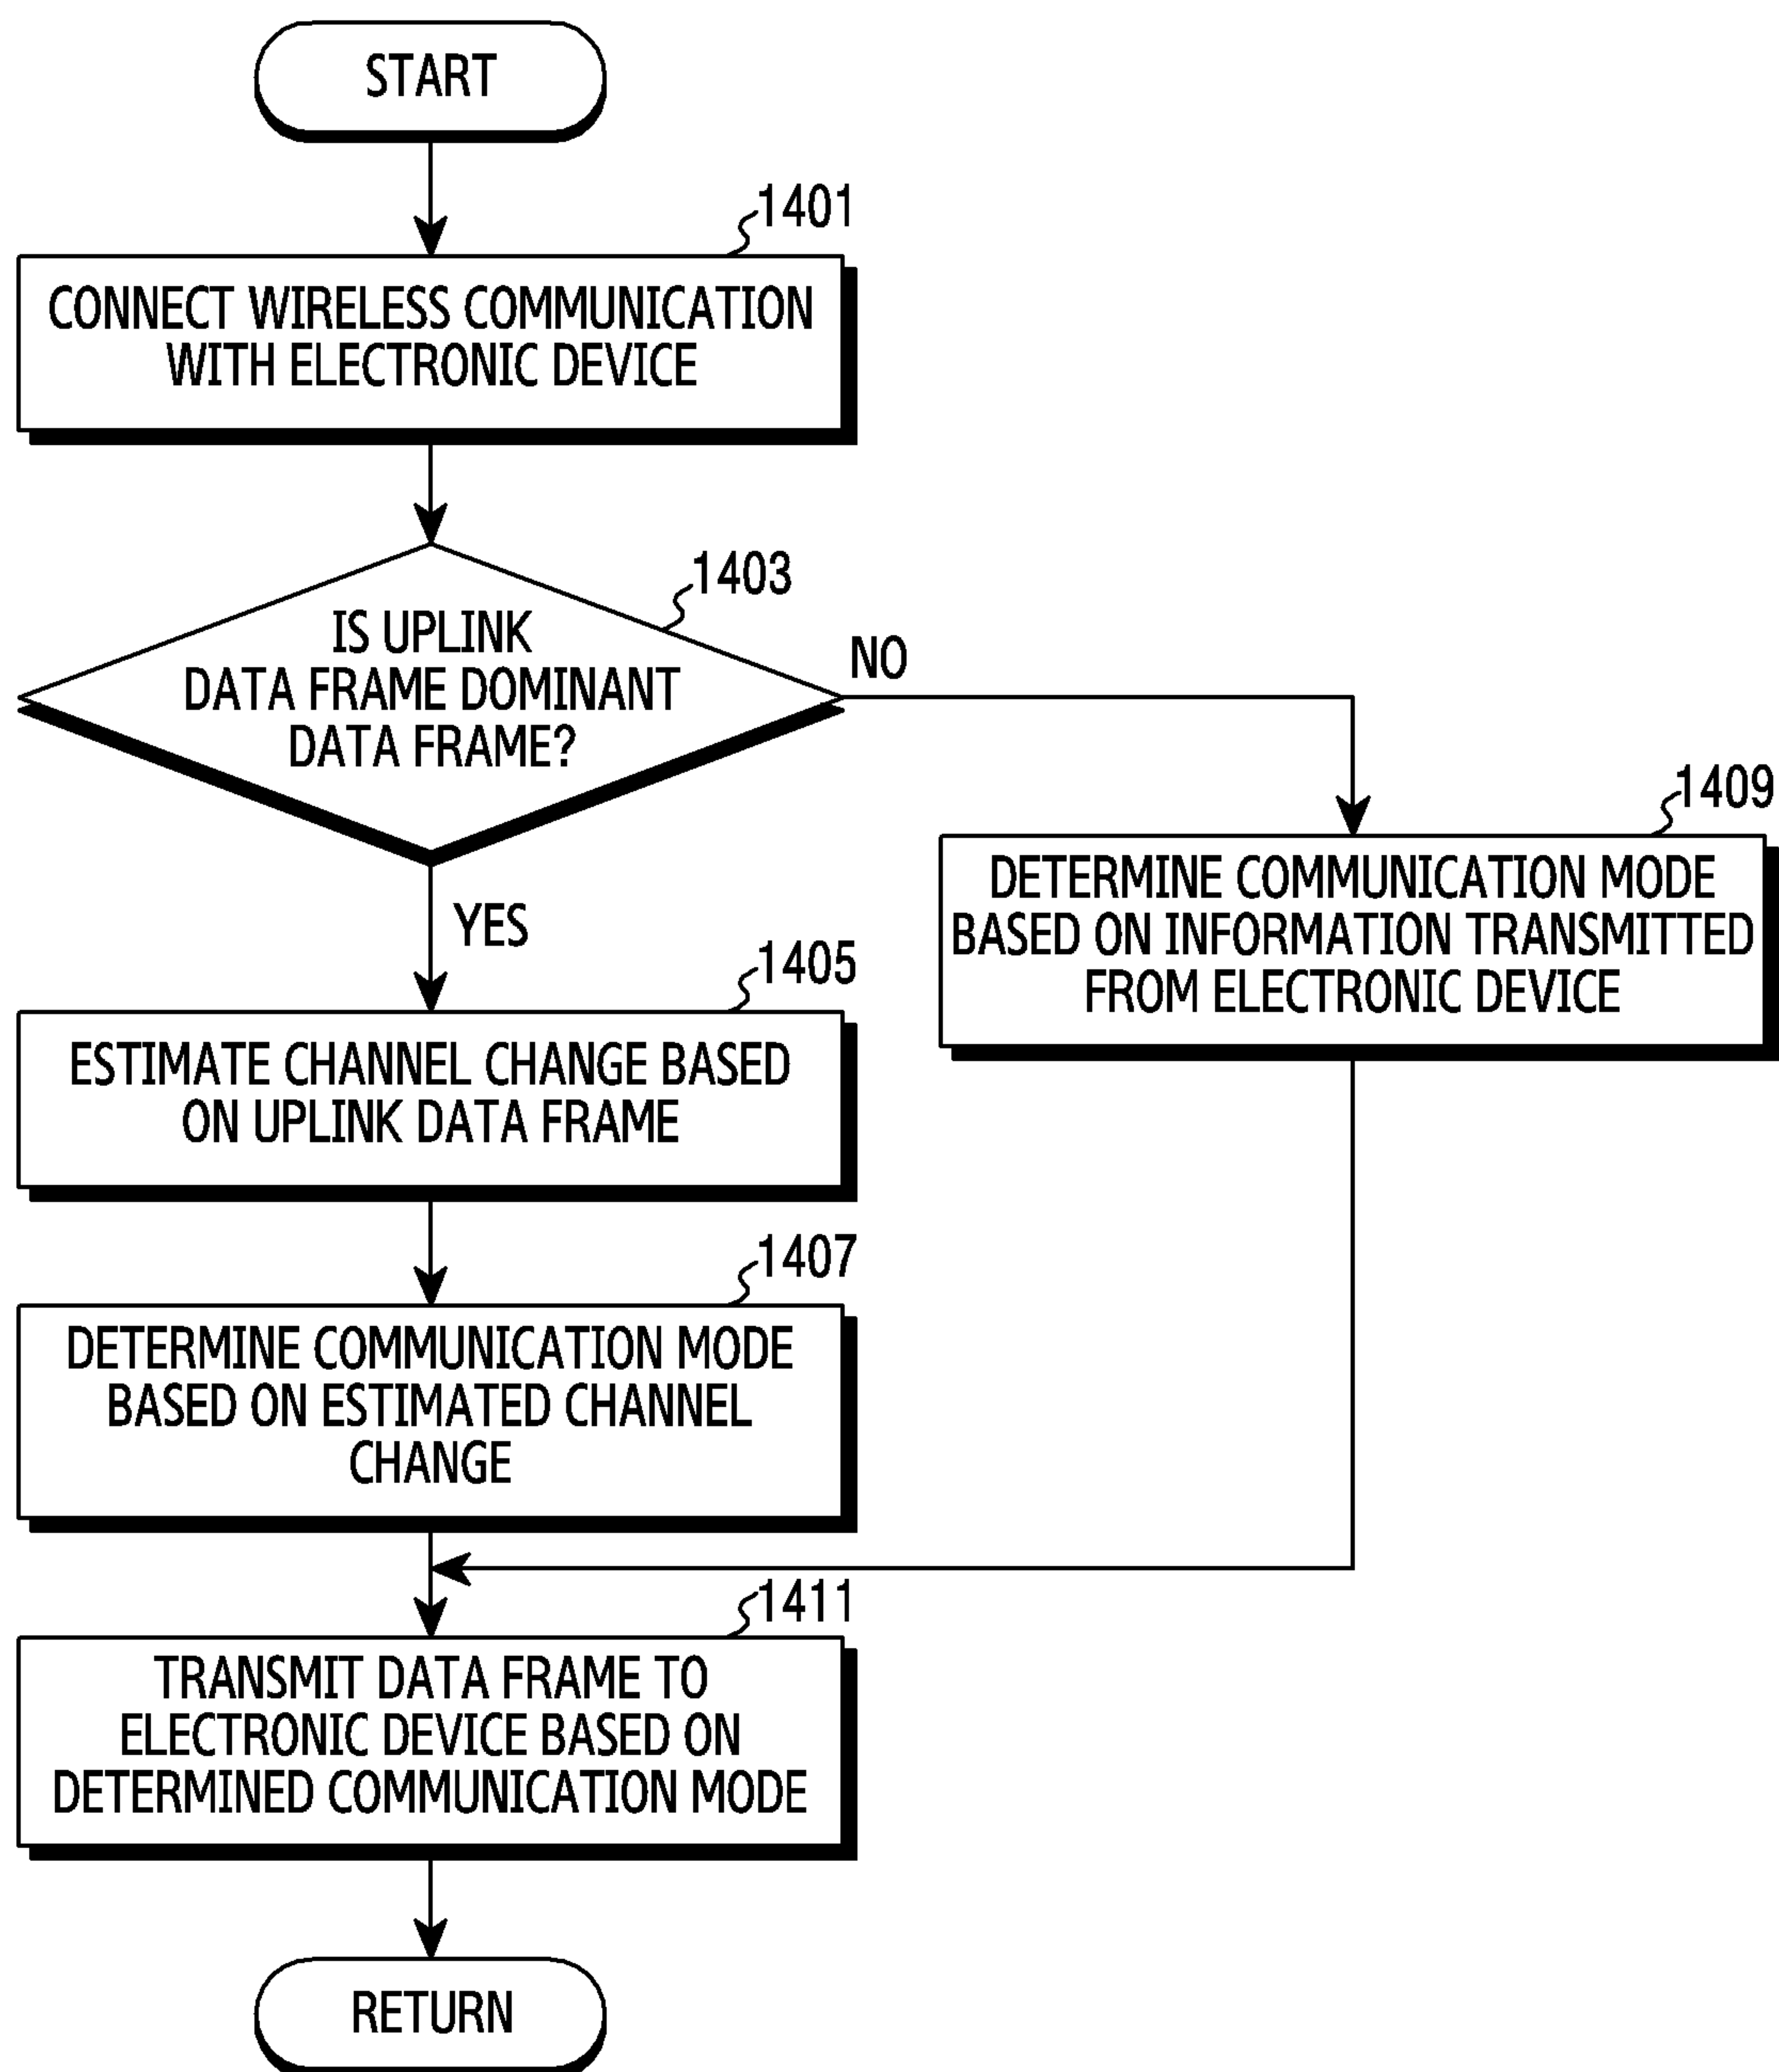 START
1401
CONNECT WIRELESS COMMUNICATION
WITH ELECTRONIC DEVICE
1403
IS UPLINK
DATA FRAME DOMINANT
DATA FRAME?
NO
YES
1409
DETERMINE COMMUNICATION MODE
BASED ON INFORMATION TRANSMITTED
FROM ELECTRONIC DEVICE
1405
ESTIMATE CHANNEL CHANGE BASED
ON UPLINK DATA FRAME
1407
DETERMINE COMMUNICATION MODE
BASED ON ESTIMATED CHANNEL
CHANGE
1411
TRANSMIT DATA FRAME TO
ELECTRONIC DEVICE BASED ON
DETERMINED COMMUNICATION MODE
RETURN